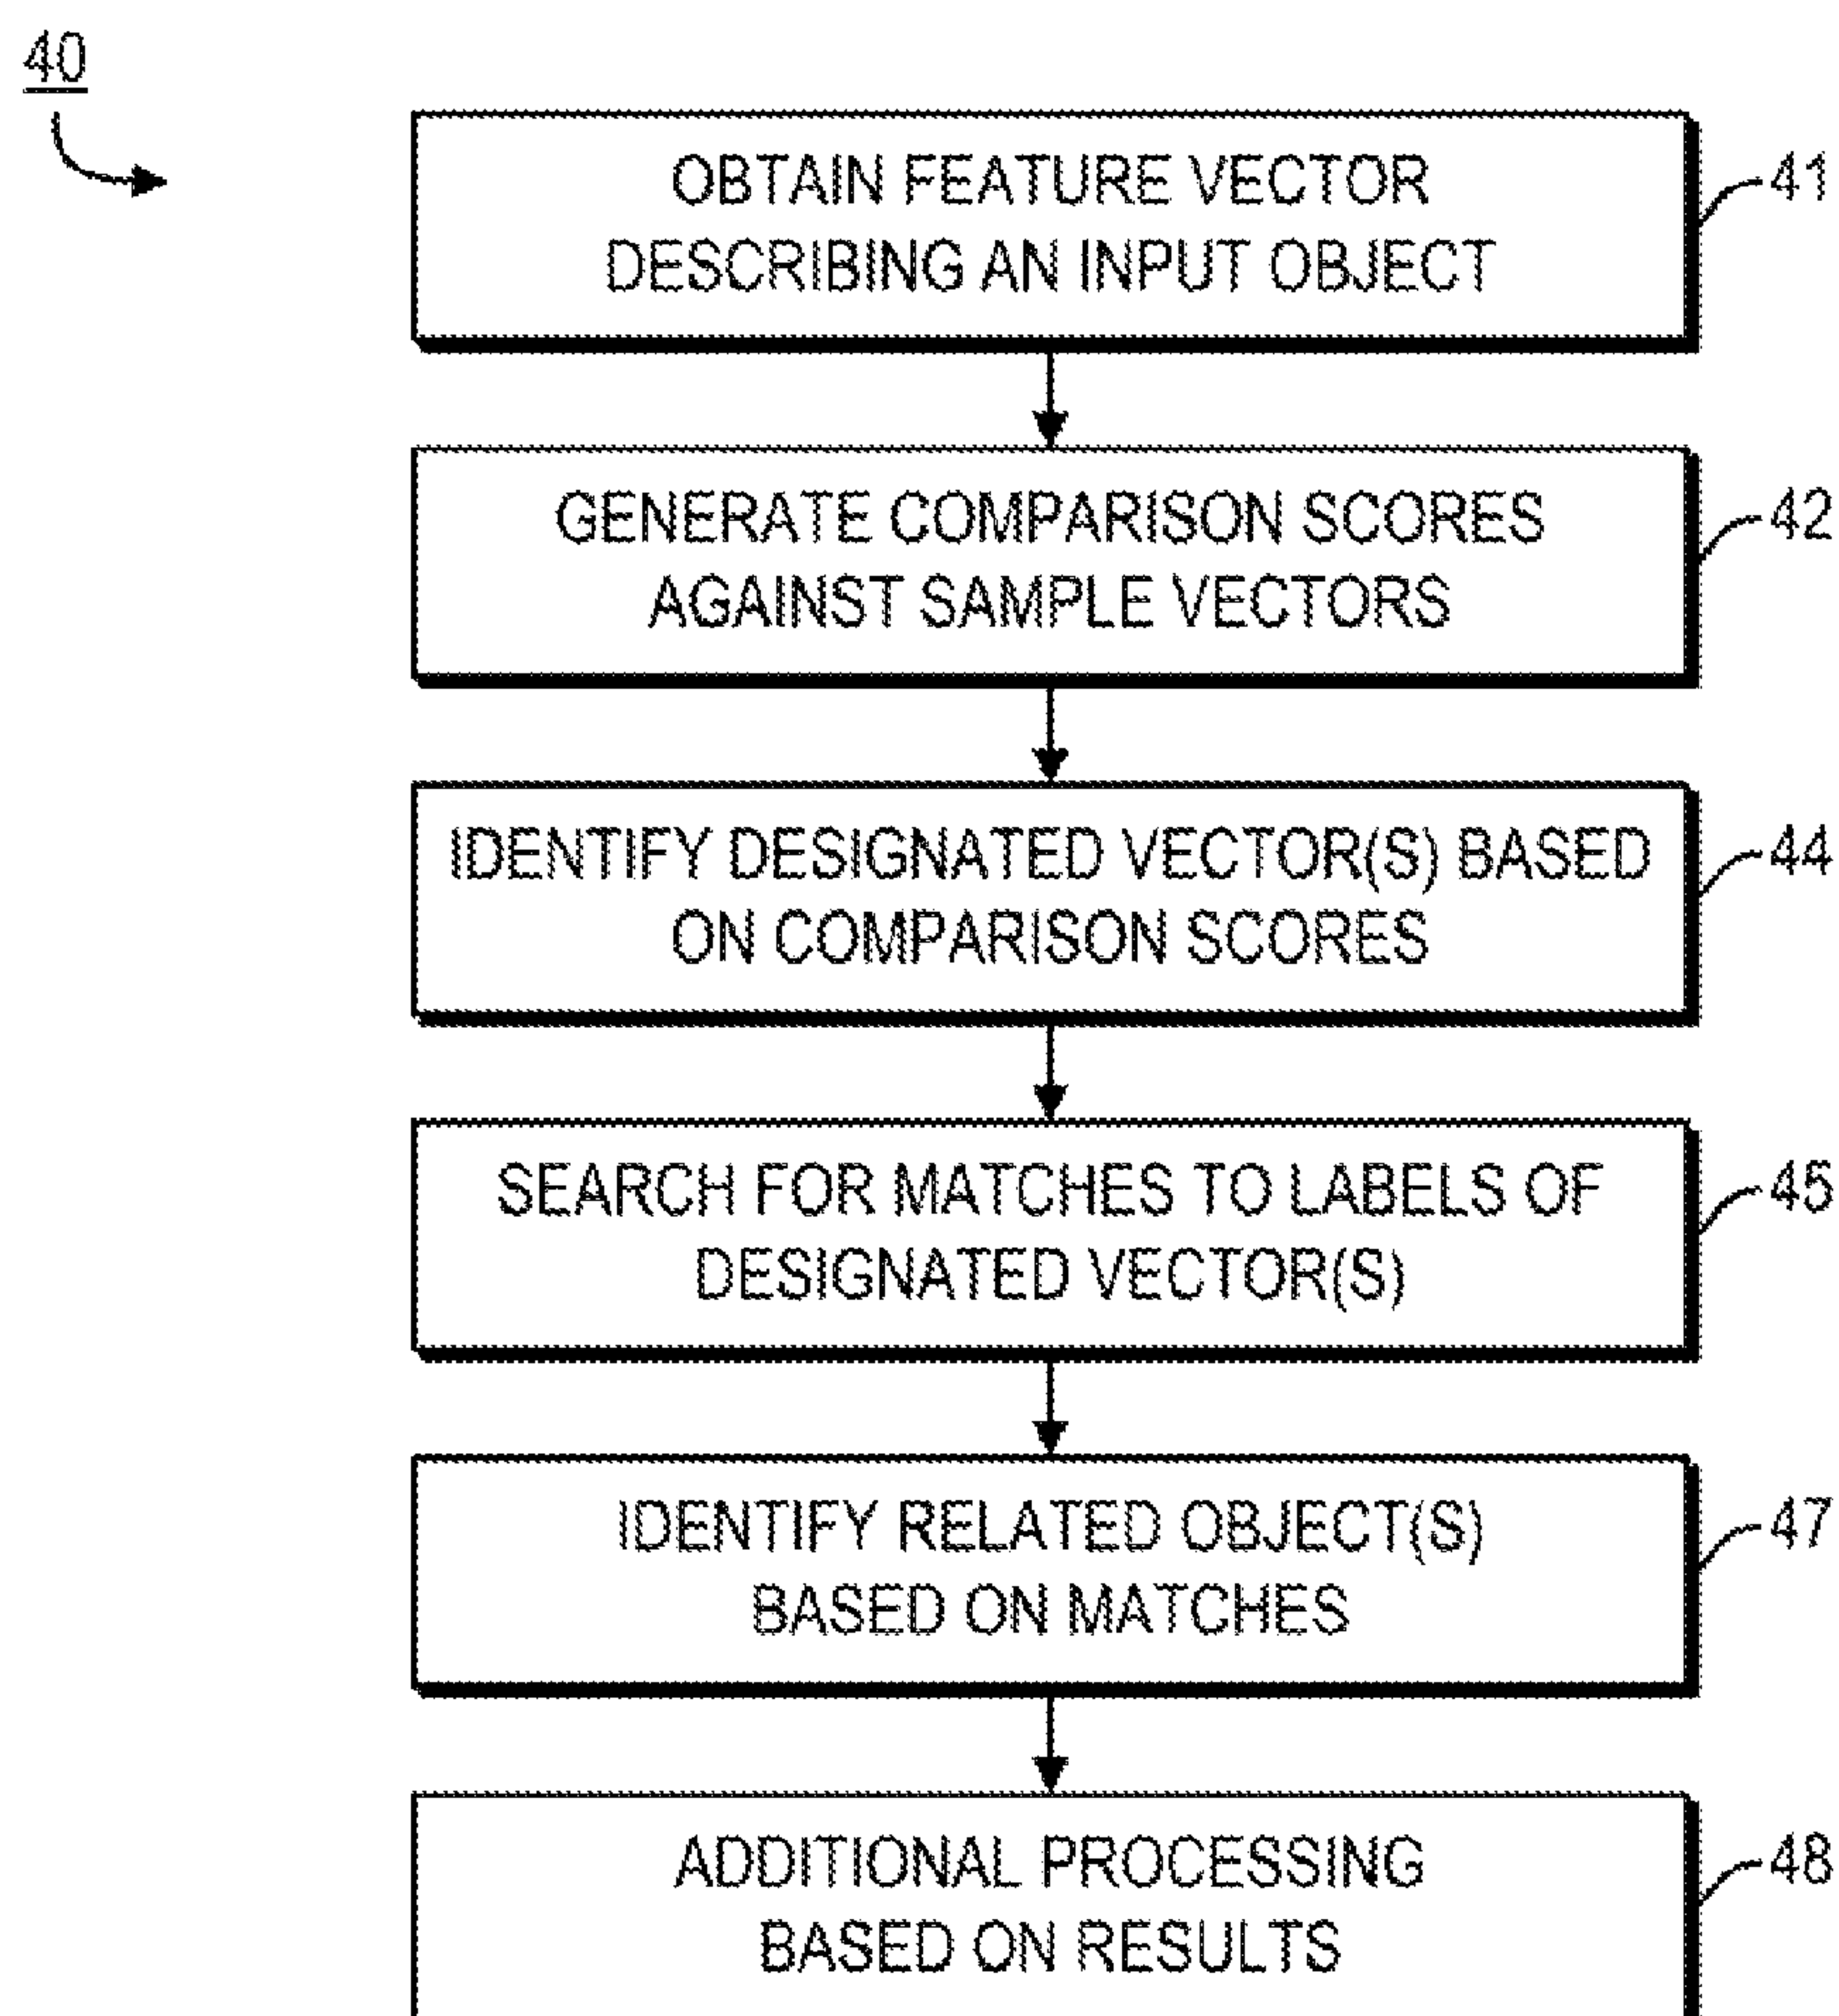 40
OBTAIN FEATURE VECTOR
DESCRIBING AN INPUT OBJECT
41
GENERATE COMPARISON SCORES
AGAINST SAMPLE VECTORS
42
IDENTIFY DESIGNATED VECTOR(S) BASED
ON COMPARISON SCORES
44
SEARCH FOR MATCHES TO LABELS OF
DESIGNATED VECTOR(S)
45
IDENTIFY RELATED OBJECT(S)
BASED ON MATCHES
47
ADDITIONAL PROCESSING
BASED ON RESULTS
48